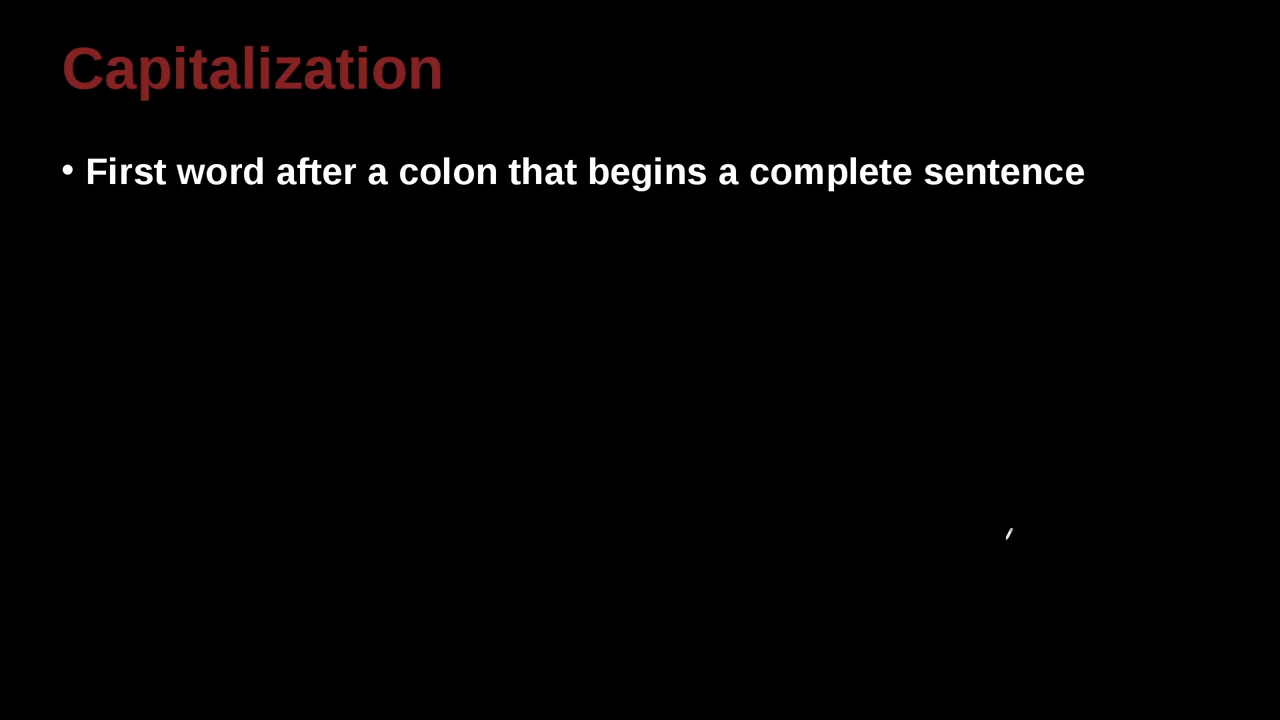 Capitalization
• First word after a colon that begins a complete sentence